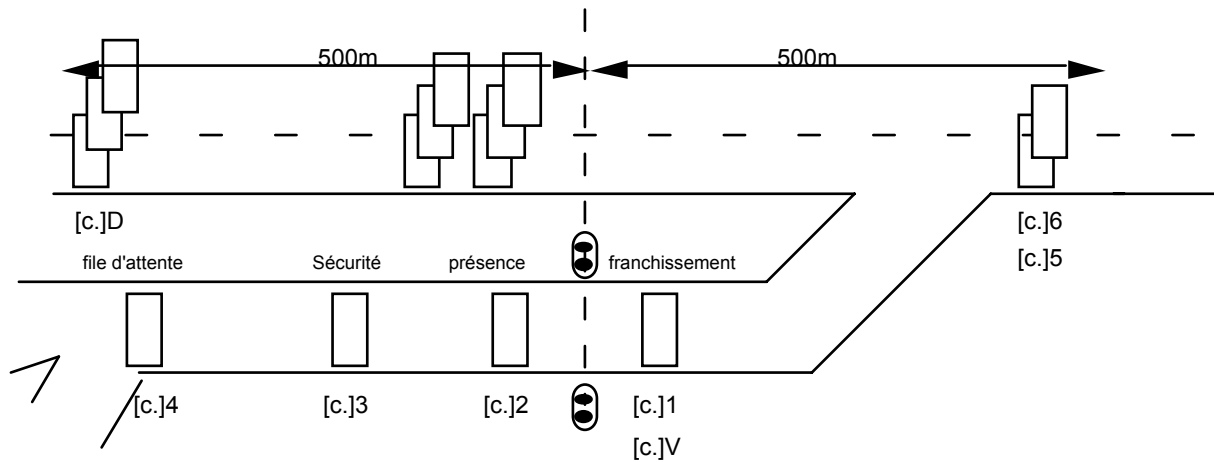 500m 500m
[c.]D [c.]6
[c.]5
file d'attente Sécurité présence franchissement
[c.]4 [c.]3 [c.]2 [c.]1
[c.]V